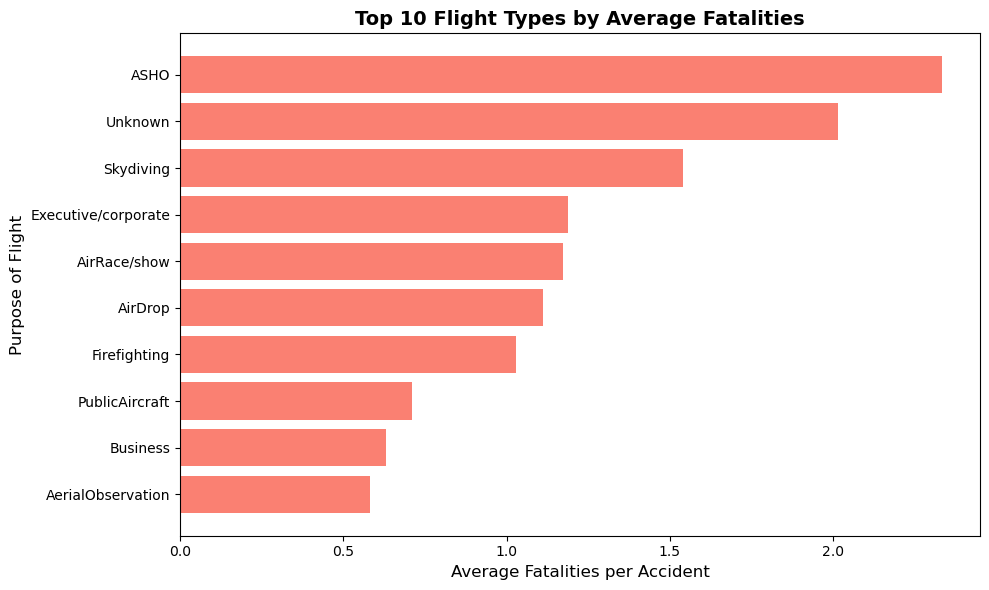 Top 10 Flight Types by Average Fatalities
Purpose of Flight
ASHO
Unknown
Skydiving
Executive/corporate
AirRace/show
AirDrop
Firefighting
PublicAircraft
Business
AerialObservation
0.0 0.5 1.0 1.5 2.0
Average Fatalities per Accident